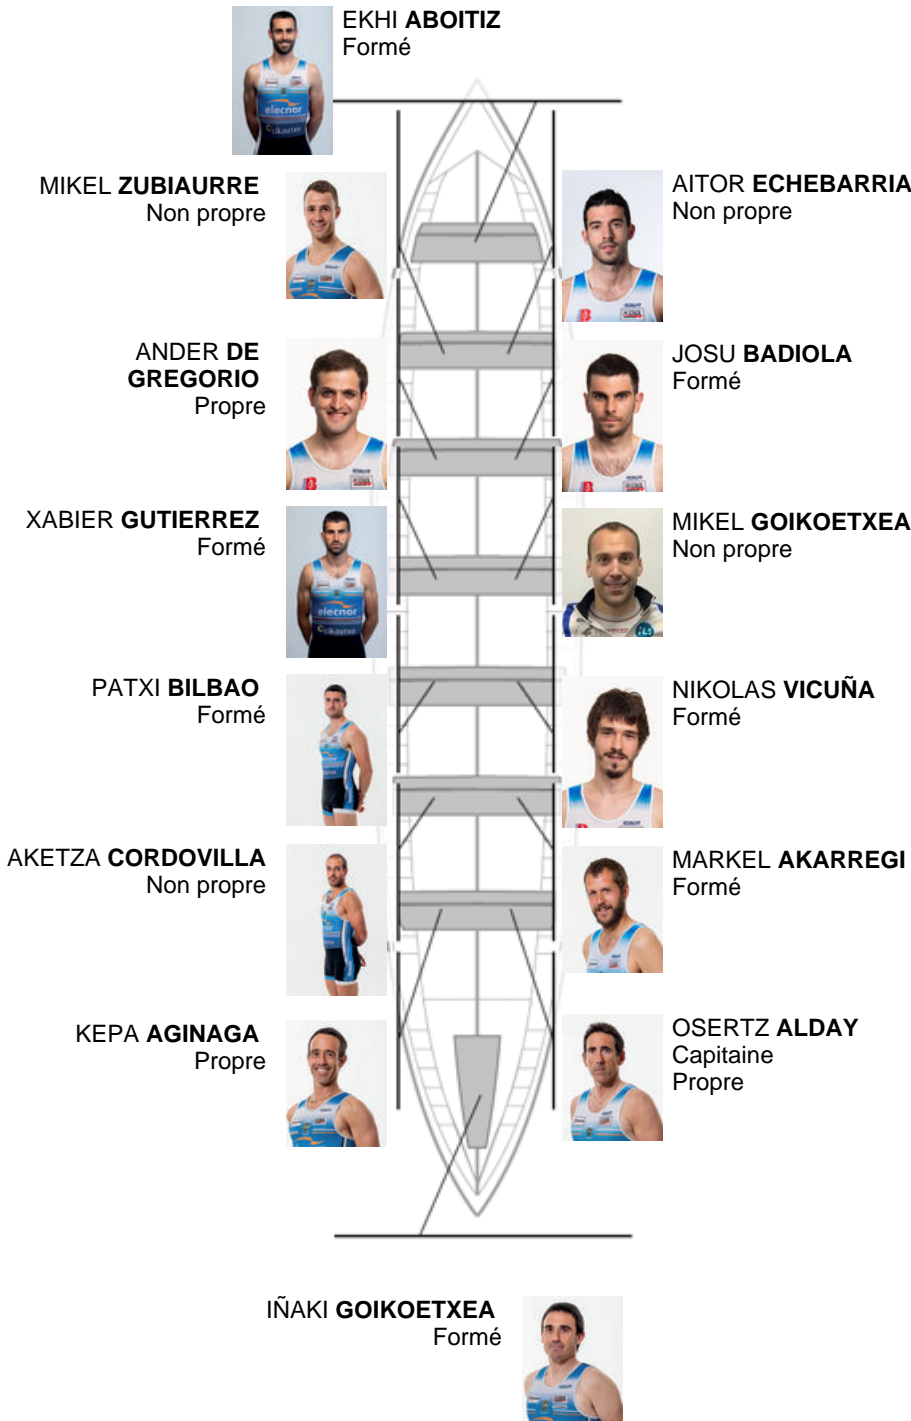 EKHI ABOITIZ
Formé
MIKEL ZUBIAURRE
Non propre
AITOR ECHEBARRIA
Non propre
ANDER DE
GREGORIO
Propre
JOSU BADIOLA
Formé
XABIER GUTIERREZ
Formé
MIKEL GOIKOETXEA
Non propre
PATXI BILBAO
Formé
NIKOLAS VICUÑA
Formé
AKETZA CORDOVILLA
Non propre
MARKEL AKARREGI
Formé
KEPA AGINAGA
Propre
OSERTZ ALDAY
Capitaine
Propre
IÑAKI GOIKOETXEA
Formé
elecnor
elecnor